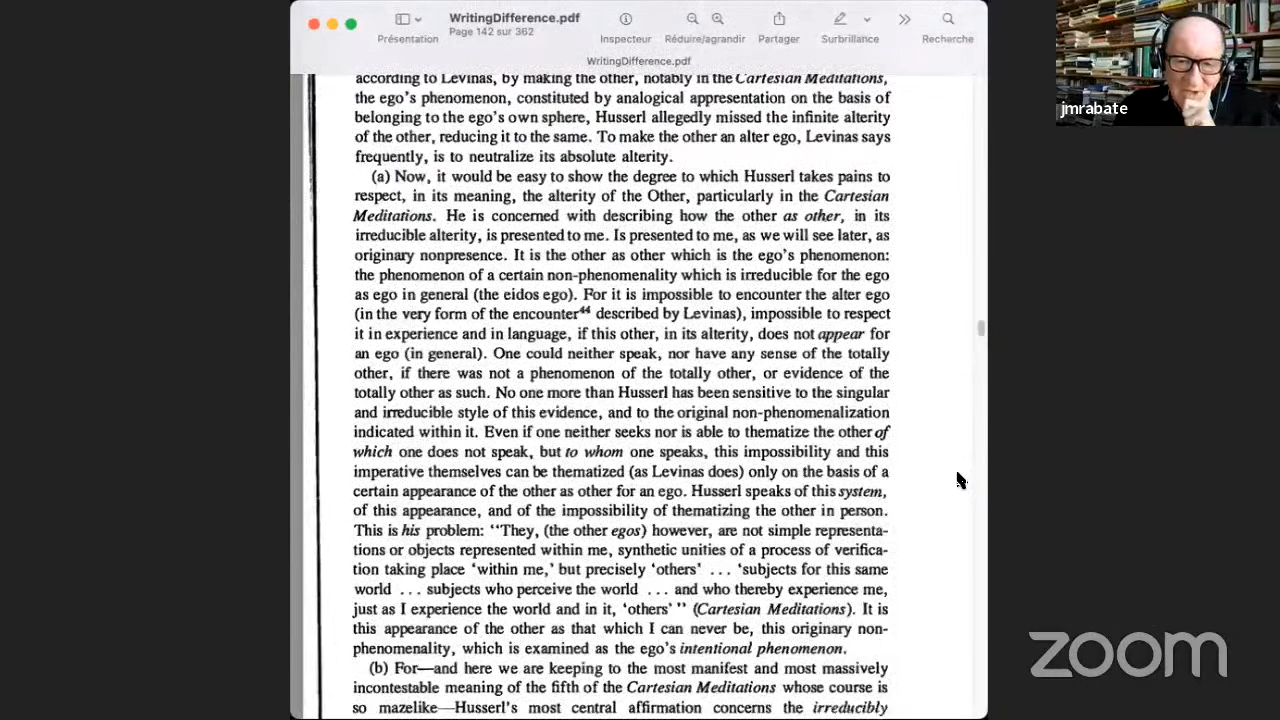 WritingDifference.pdf
Page 142 sur 362
Présentation
Inspecteur
Réduire/agrandir
Partager
Surbrillance
Recherche
WritingDifference.pdf
according to Levinas, by making the other, notably in the Cartesian Meditations,
the ego's phenomenon, constituted by analogical appresentation on the basis of
belonging to the ego's own sphere, Husserl allegedly missed the infinite alterity
of the other, reducing it to the same. To make the other an alter ego, Levinas says
frequently, is to neutralize its absolute alterity.
(a) Now, it would be easy to show the degree to which Husserl takes pains to
respect, in its meaning, the alterity of the Other, particularly in the Cartesian
Meditations. He is concerned with describing how the other as other, in its
irreducible alterity, is presented to me. Is presented to me, as we will see later, as
originary nonpresence. It is the other as other which is the ego's phenomenon:
the phenomenon of a certain non-phenomenality which is irreducible for the ego
as ego in general (the eidos ego). For it is impossible to encounter the alter ego
(in the very form of the encounter44 described by Levinas), impossible to respect
it in experience and in language, if this other, in its alterity, does not appear for
an ego (in general). One could neither speak, nor have any sense of the totally
other, if there was not a phenomenon of the totally other, or evidence of the
totally other as such. No one more than Husserl has been sensitive to the singular
and irreducible style of this evidence, and to the original non-phenomenalization
indicated within it. Even if one neither seeks nor is able to thematize the other of
which one does not speak, but to whom one speaks, this impossibility and this
imperative themselves can be thematized (as Levinas does) only on the basis of a
certain appearance of the other as other for an ego. Husserl speaks of this system,
of this appearance, and of the impossibility of thematizing the other in person.
This is his problem: "They, (the other egos) however, are not simple representa-
tions or objects represented within me, synthetic unities of a process of verifica-
tion taking place 'within me,' but precisely 'others' ... 'subjects for this same
world ... subjects who perceive the world ... and who thereby experience me,
just as I experience the world and in it, 'others' " (Cartesian Meditations). It is
this appearance of the other as that which I can never be, this originary non-
phenomenality, which is examined as the ego's intentional phenomenon.
(b) For—and here we are keeping to the most manifest and most massively
incontestable meaning of the fifth of the Cartesian Meditations whose course is
so mazelike—Husserl's most central affirmation concerns the irreducibly
jmrabate
zoom